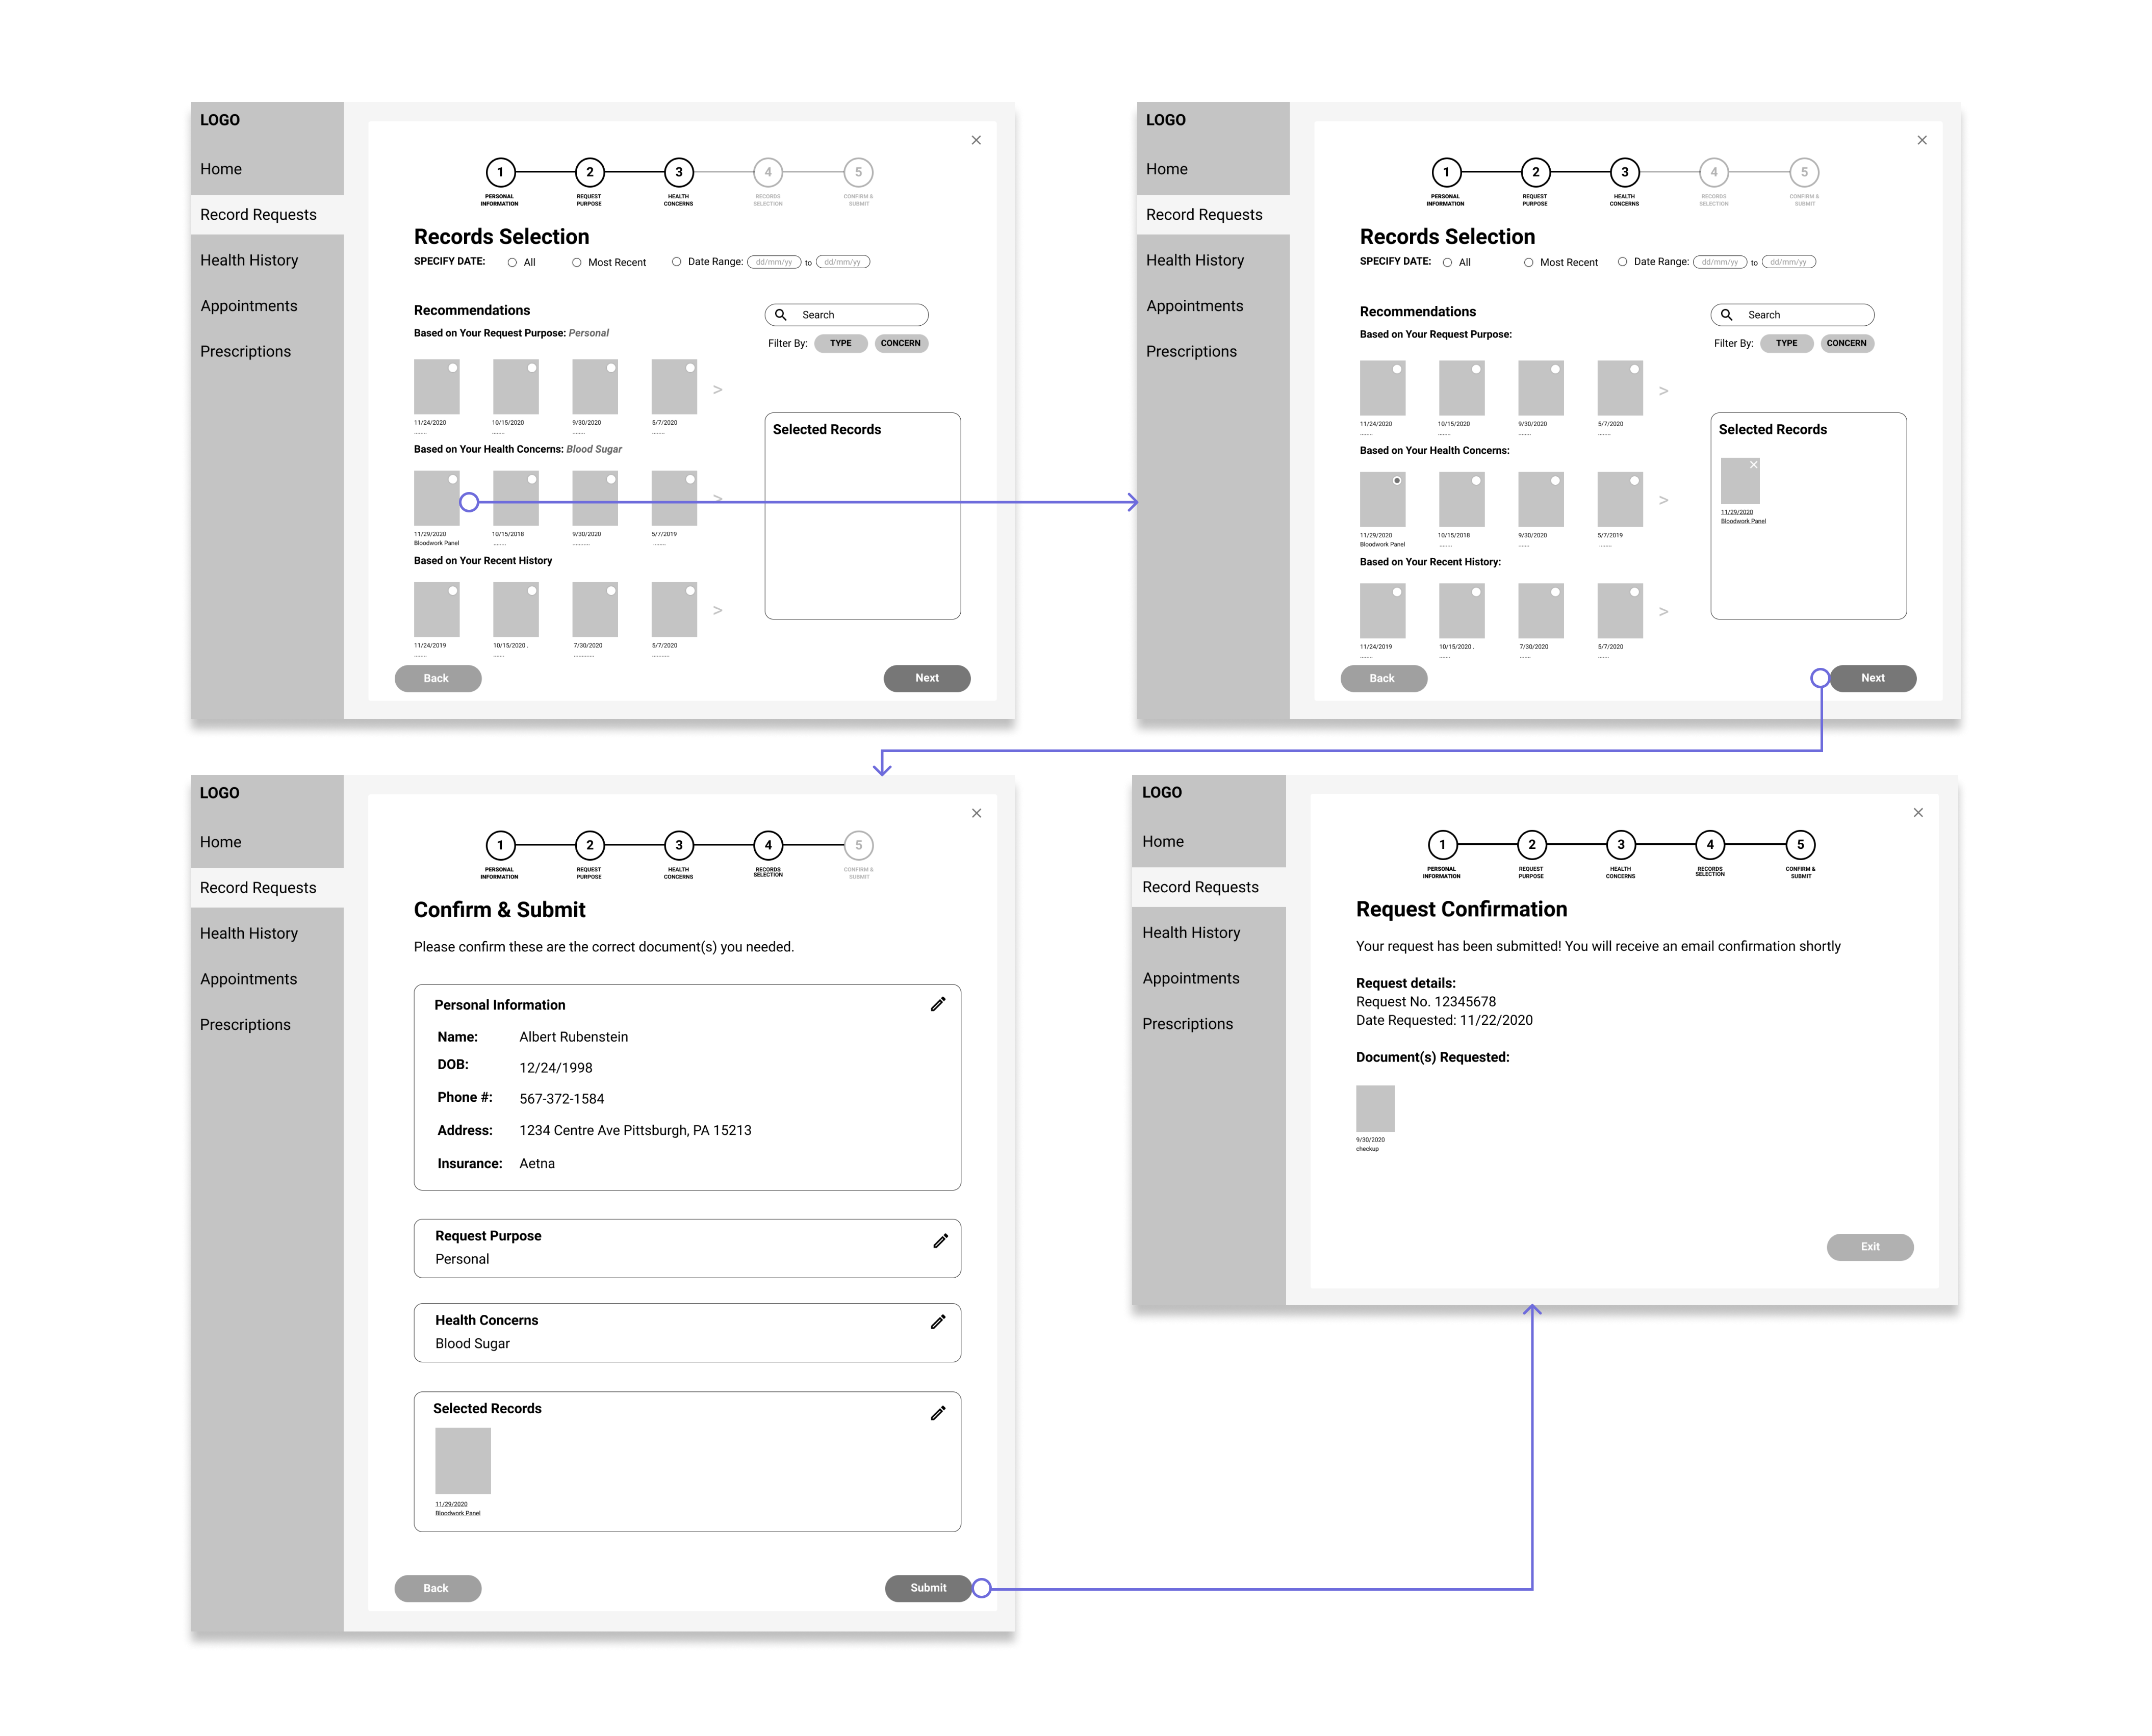 LOGO
Home
Record Requests
Health History
Appointments
Prescriptions
×
1 2 3 4 5
PERSONAL INFORMATION
REQUEST PURPOSE
HEALTH CONCERNS
RECORDS SELECTION
CONFIRM & SUBMIT
Records Selection
SPECIFY DATE: All Most Recent Date Range: dd/mm/yy to dd/mm/yy
Recommendations
Based on Your Request Purpose: Personal
11/24/2020 10/15/2020 9/30/2020 5/7/2020 >
Based on Your Health Concerns: Blood Sugar
11/29/2020 10/15/2018 9/30/2020 5/7/2019 >
Bloodwork Panel
Based on Your Recent History
11/24/2019 10/15/2020 . 7/30/2020 5/7/2020 >
Search
Filter By: TYPE CONCERN
Selected Records
Back Next
LOGO
Home
Record Requests
Health History
Appointments
Prescriptions
×
1 2 3 4 5
PERSONAL INFORMATION
REQUEST PURPOSE
HEALTH CONCERNS
RECORDS SELECTION
CONFIRM & SUBMIT
Records Selection
SPECIFY DATE: All Most Recent Date Range: dd/mm/yy to dd/mm/yy
Recommendations
Based on Your Request Purpose:
11/24/2020 10/15/2020 9/30/2020 5/7/2020 >
Based on Your Health Concerns:
11/29/2020 10/15/2018 9/30/2020 5/7/2019 >
Bloodwork Panel
Based on Your Recent History:
11/24/2019 10/15/2020 . 7/30/2020 5/7/2020 >
Search
Filter By: TYPE CONCERN
Selected Records
×
11/29/2020
Bloodwork Panel
Back Next
LOGO
Home
Record Requests
Health History
Appointments
Prescriptions
×
1 2 3 4 5
PERSONAL INFORMATION
REQUEST PURPOSE
HEALTH CONCERNS
RECORDS SELECTION
CONFIRM & SUBMIT
Confirm & Submit
Please confirm these are the correct document(s) you needed.
Personal Information
Name: Albert Rubenstein
DOB: 12/24/1998
Phone #: 567-372-1584
Address: 1234 Centre Ave Pittsburgh, PA 15213
Insurance: Aetna
Request Purpose
Personal
Health Concerns
Blood Sugar
Selected Records
11/29/2020
Bloodwork Panel
Back Submit
LOGO
Home
Record Requests
Health History
Appointments
Prescriptions
×
1 2 3 4 5
PERSONAL INFORMATION
REQUEST PURPOSE
HEALTH CONCERNS
RECORDS SELECTION
CONFIRM & SUBMIT
Request Confirmation
Your request has been submitted! You will receive an email confirmation shortly
Request details:
Request No. 12345678
Date Requested: 11/22/2020
Document(s) Requested:
9/30/2020
checkup
Exit